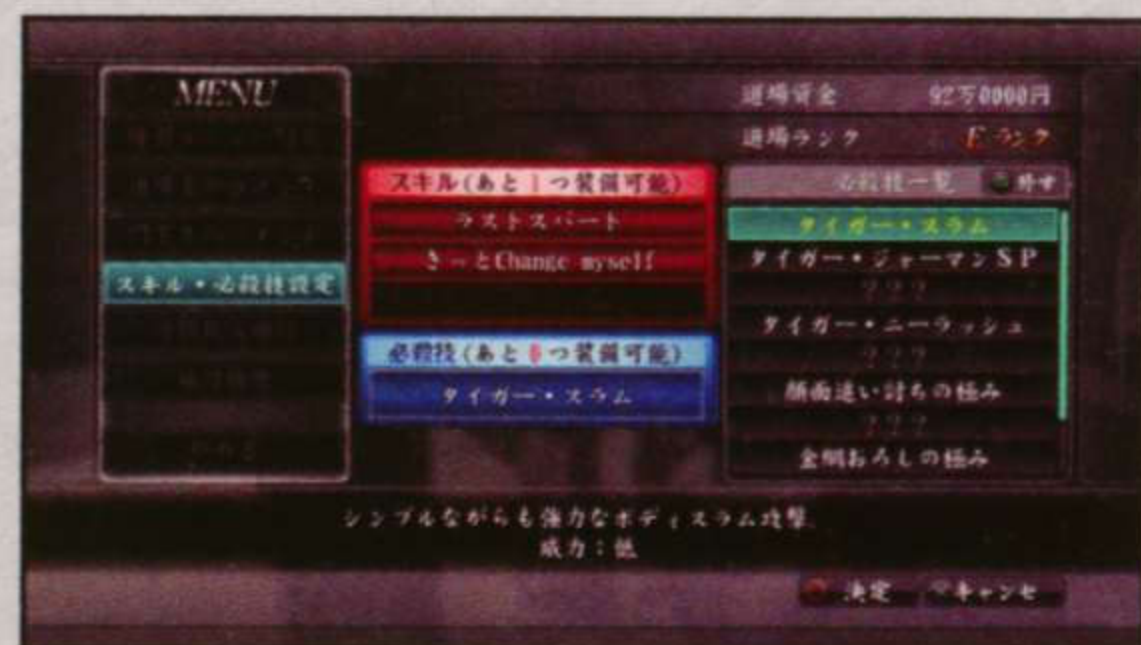 MENU
スキル・必殺技設定
スキル(あと1つ装備可能)
ラストスパート
きっとChange myself
必殺技(あと0つ装備可能)
タイガー・スラム
道場資金 92万0000円
道場ランク Eランク
必殺技一覧 外す
タイガー・スラム
タイガー・ジャーマンSP
???
タイガー・ニーラッシュ
???
顔面追い討ちの極み
???
金網おろしの極み
シンプルながらも強力なボディスラム攻撃
威力:低
決定 キャンセ